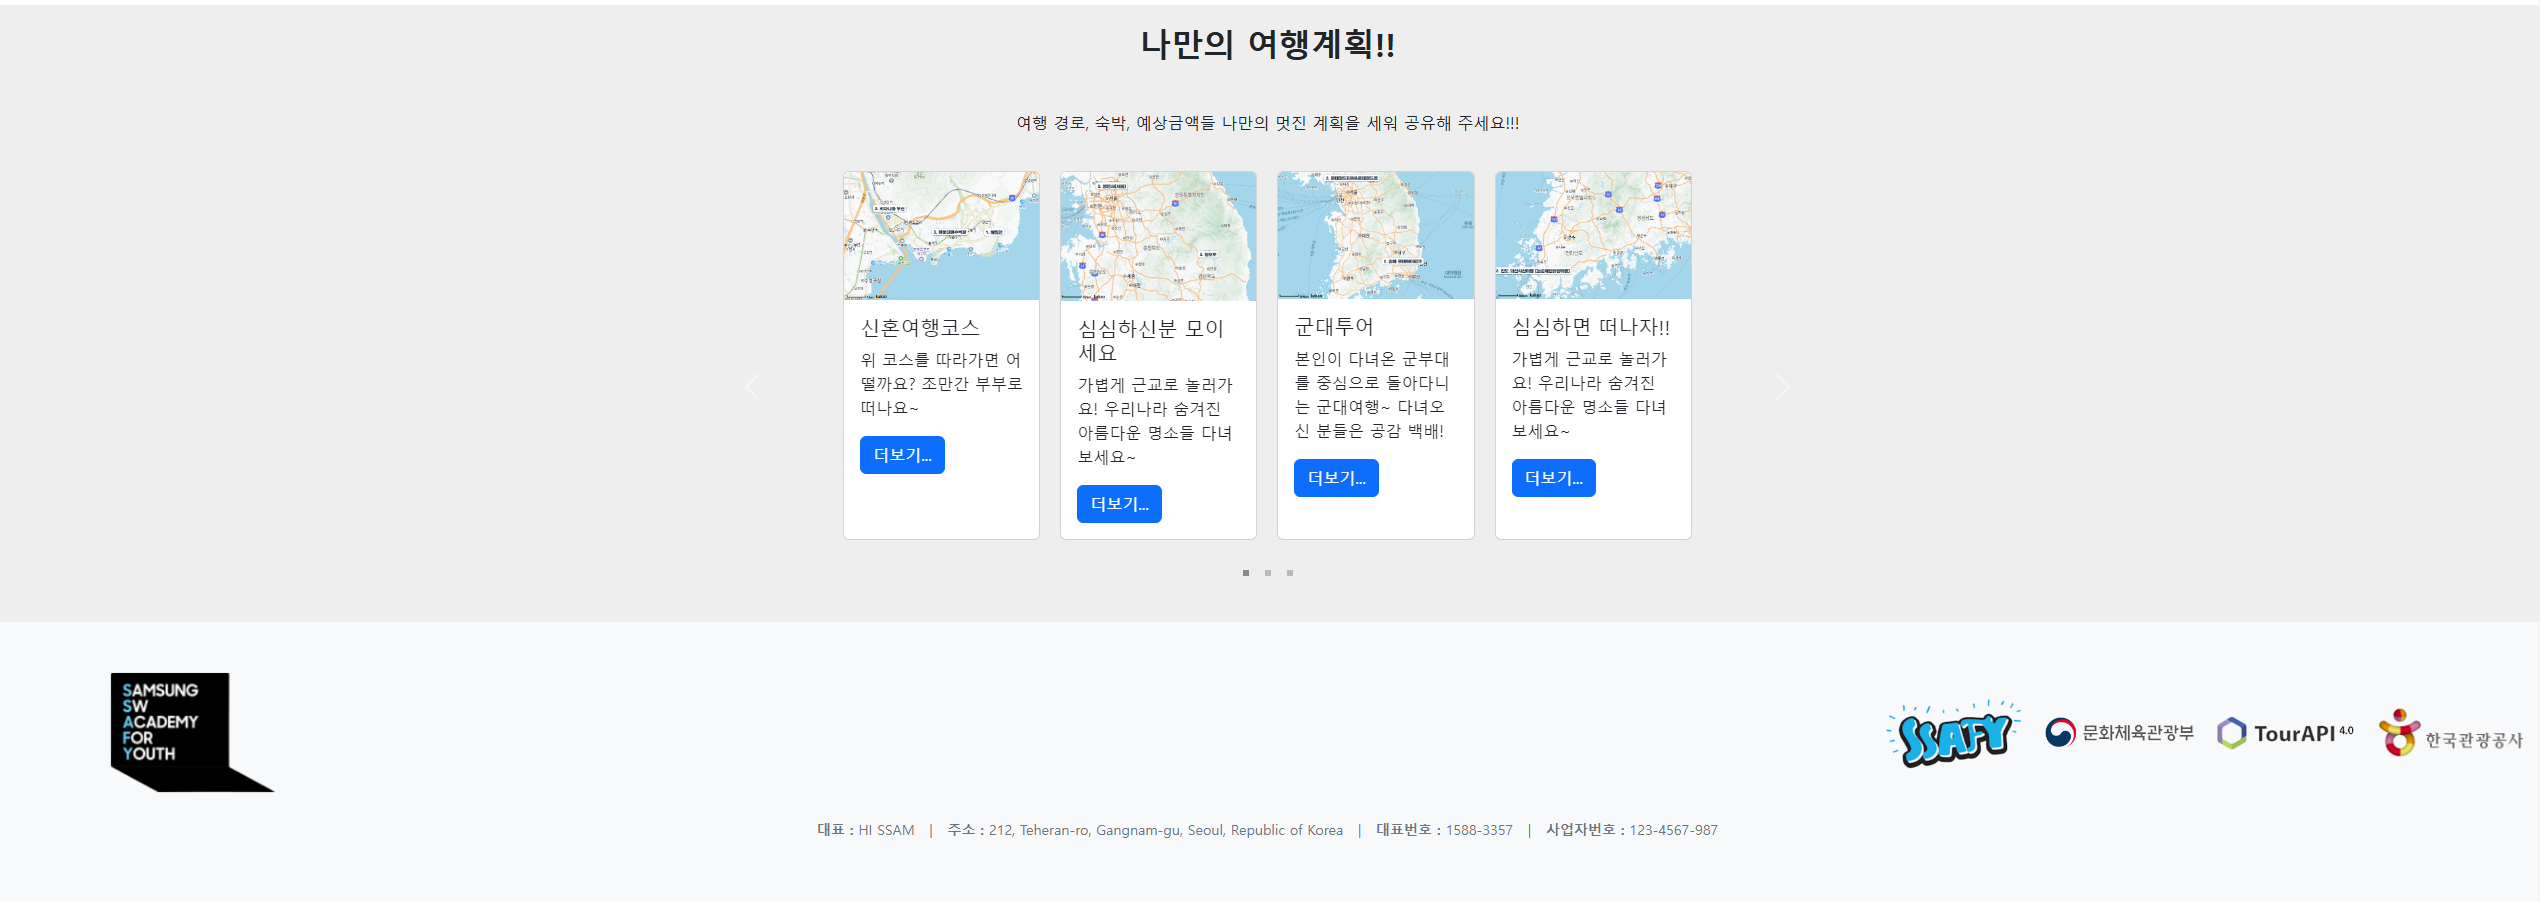 나만의 여행계획!!
여행 경로, 숙박, 예상금액들 나만의 멋진 계획을 세워 공유해 주세요!!!
신혼여행코스
위 코스를 따라가면 어
떨까요? 조만간 부부로
떠나요~
더보기...
심심하신분 모이
세요
가볍게 근교로 놀러가
요! 우리나라 숨겨진
아름다운 명소들 다녀
보세요~
더보기...
군대투어
본인이 다녀온 군부대
를 중심으로 돌아다니
는 군대여행~ 다녀오
신 분들은 공감 백배!
더보기...
심심하면 떠나자!!
가볍게 근교로 놀러가
요! 우리나라 숨겨진
아름다운 명소들 다녀
보세요~
더보기...
SAMSUNG
SW
ACADEMY
FOR
YOUTH
SSAFY
문화체육관광부
TourAPI 4.0
한국관광공사
대표 : HI SSAM | 주소 : 212, Teheran-ro, Gangnam-gu, Seoul, Republic of Korea | 대표번호 : 1588-3357 | 사업자번호 : 123-4567-987